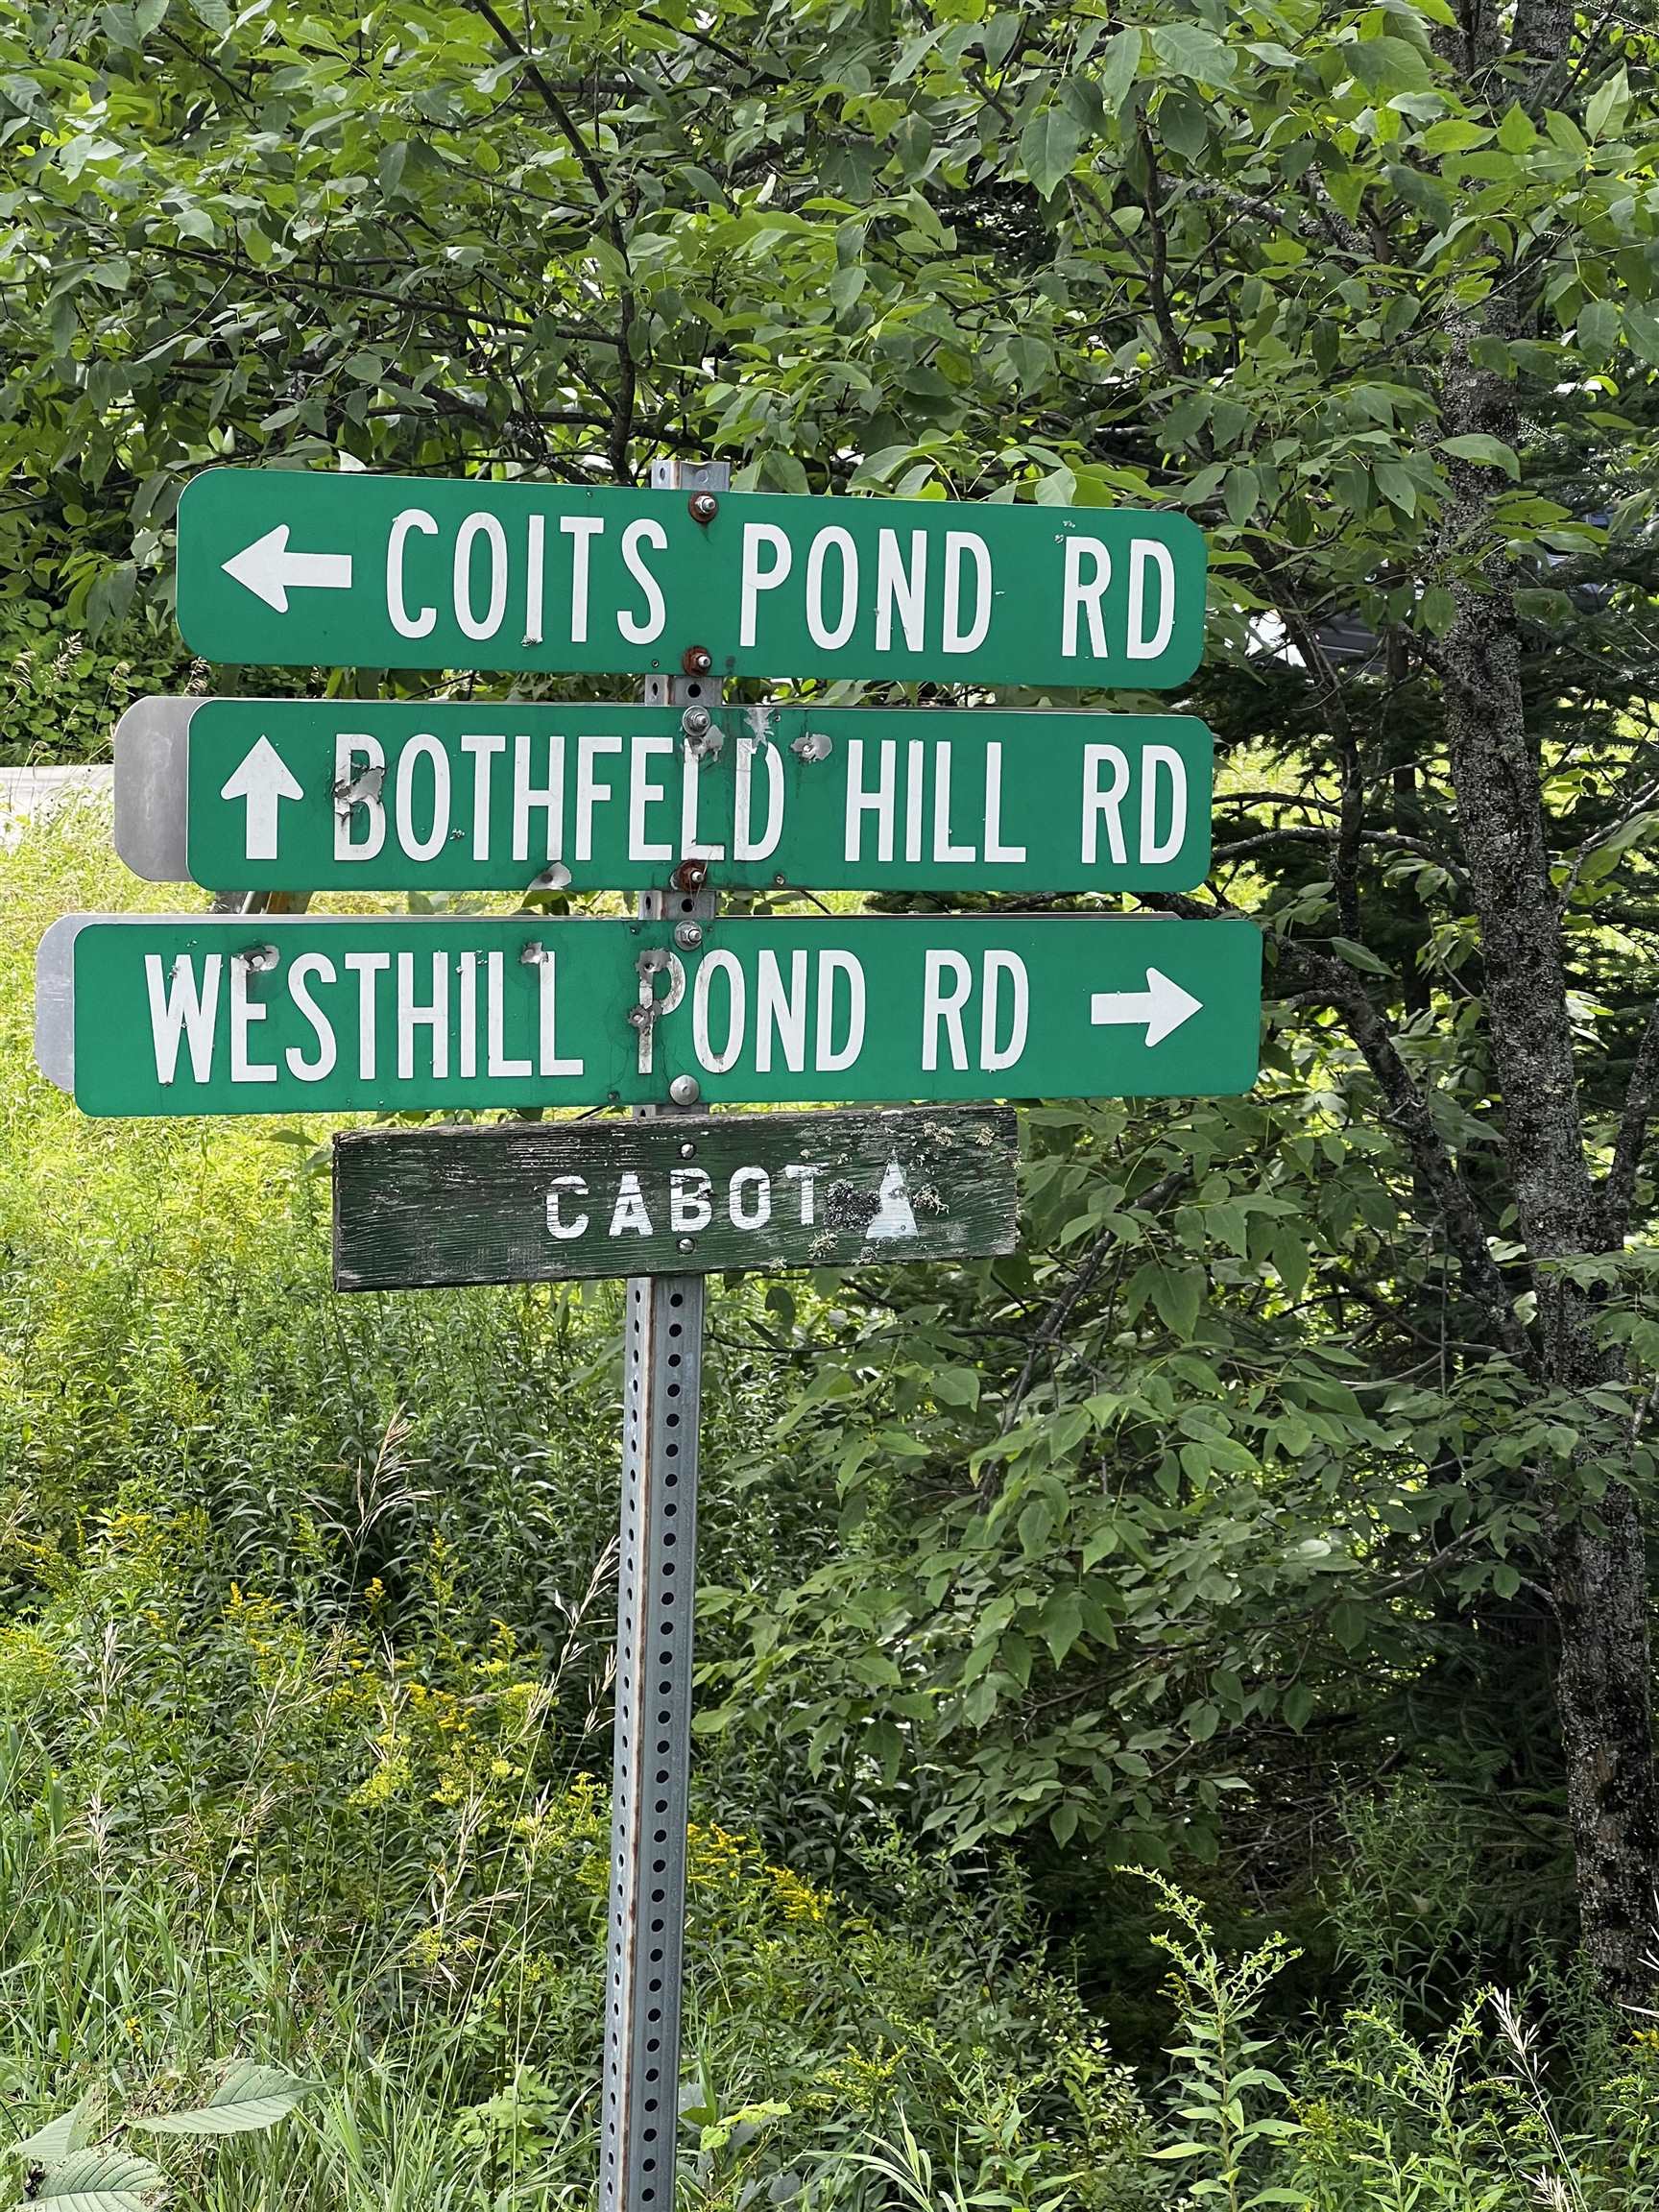 ← COITS POND RD
↑ BOTHFELD HILL RD
WESTHILL POND RD →
CABOT